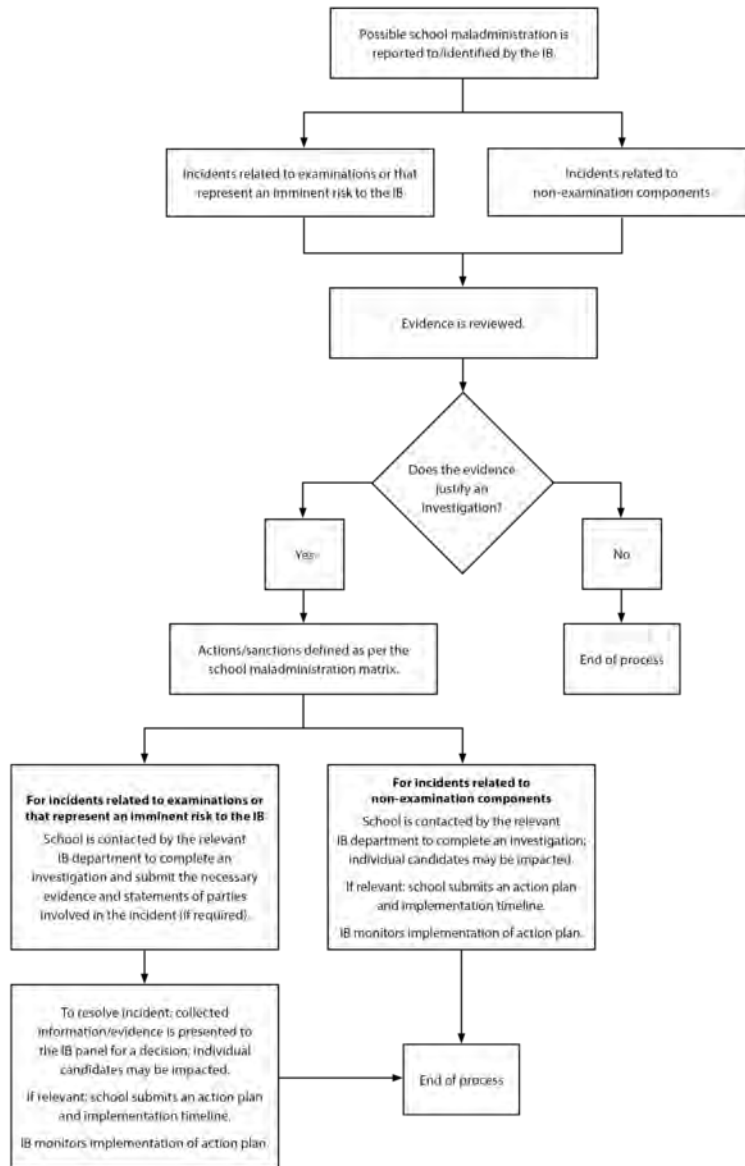 Possible school maladministration is
reported to/identified by the IB.
Incidents related to examinations or that
represent an imminent risk to the IB
Incidents related to
non-examination components
Evidence is reviewed.
Does the evidence
justify an
investigation?
Yes
No
Actions/sanctions defined as per the
school maladministration matrix.
End of process
For incidents related to examinations or
that represent an imminent risk to the IB
School is contacted by the relevant
IB department to complete an
investigation and submit the necessary
evidence and statements of parties
involved in the incident (if required).
For incidents related to
non-examination components
School is contacted by the relevant
IB department to complete an investigation;
individual candidates may be impacted.
If relevant: school submits an action plan
and implementation timeline.
IB monitors implementation of action plan.
To resolve incident: collected
information/evidence is presented to
the IB panel for a decision; individual
candidates may be impacted.
If relevant: school submits an action plan
and implementation timeline.
IB monitors implementation of action plan
End of process